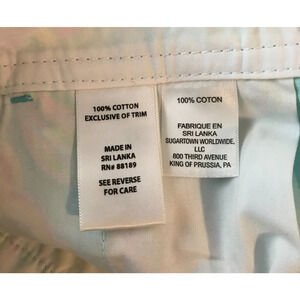 100% COTTON
EXCLUSIVE OF TRIM
MADE IN
SRI LANKA
RN# 88189
SEE REVERSE
FOR CARE
100% COTON
FABRIQUE EN
SRI LANKA
SUGARTOWN WORLDWIDE,
LLC
800 THIRD AVENUE
KING OF PRUSSIA, PA